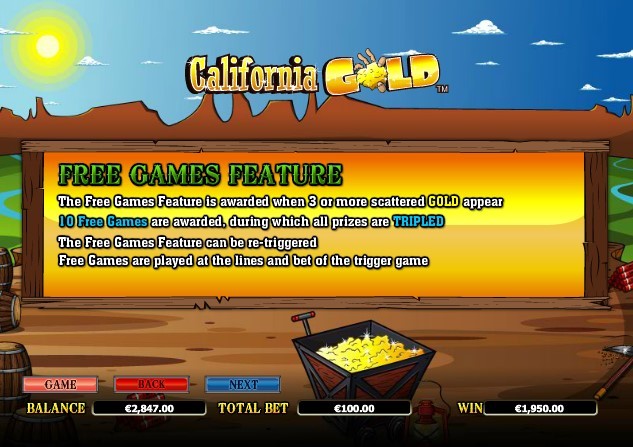 California GOLD TM
FREE GAMES FEATURE
The Free Games Feature is awarded when 3 or more scattered GOLD appear
10 Free Games are awarded, during which all prizes are TRIPLED
The Free Games Feature can be re-triggered
Free Games are played at the lines and bet of the trigger game
GAME BACK NEXT
BALANCE €2,847.00 TOTAL BET €100.00 WIN €1,950.00